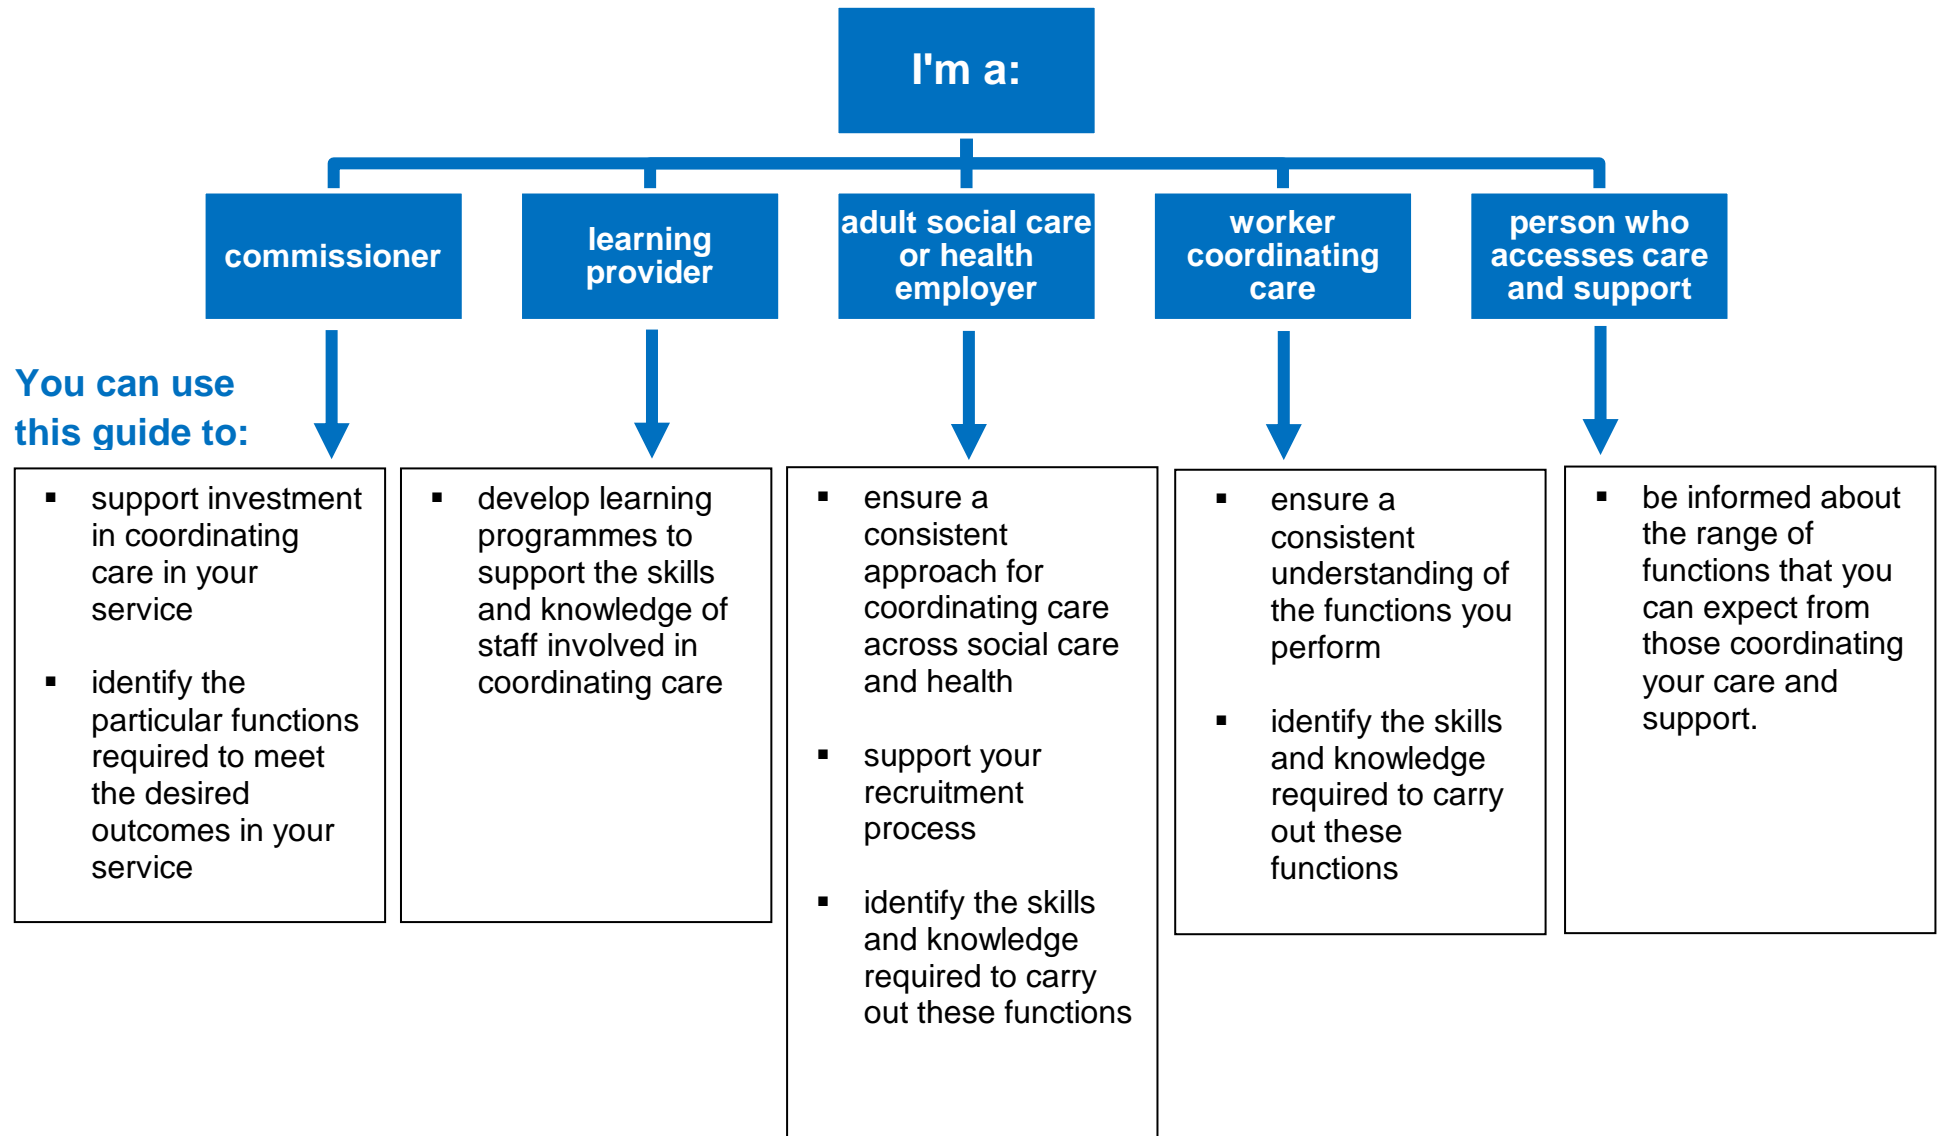 I'm a:
commissioner
learning
provider
adult social care
or health
employer
worker
coordinating
care
person who
accesses care
and support
You can use
this guide to:
▪ support investment
in coordinating
care in your
service
▪ identify the
particular functions
required to meet
the desired
outcomes in your
service
▪ develop learning
programmes to
support the skills
and knowledge of
staff involved in
coordinating care
▪ ensure a
consistent
approach for
coordinating care
across social care
and health
▪ support your
recruitment
process
▪ identify the skills
and knowledge
required to carry
out these functions
▪ ensure a
consistent
understanding of
the functions you
perform
▪ identify the skills
and knowledge
required to carry
out these
functions
▪ be informed about
the range of
functions that you
can expect from
those coordinating
your care and
support.